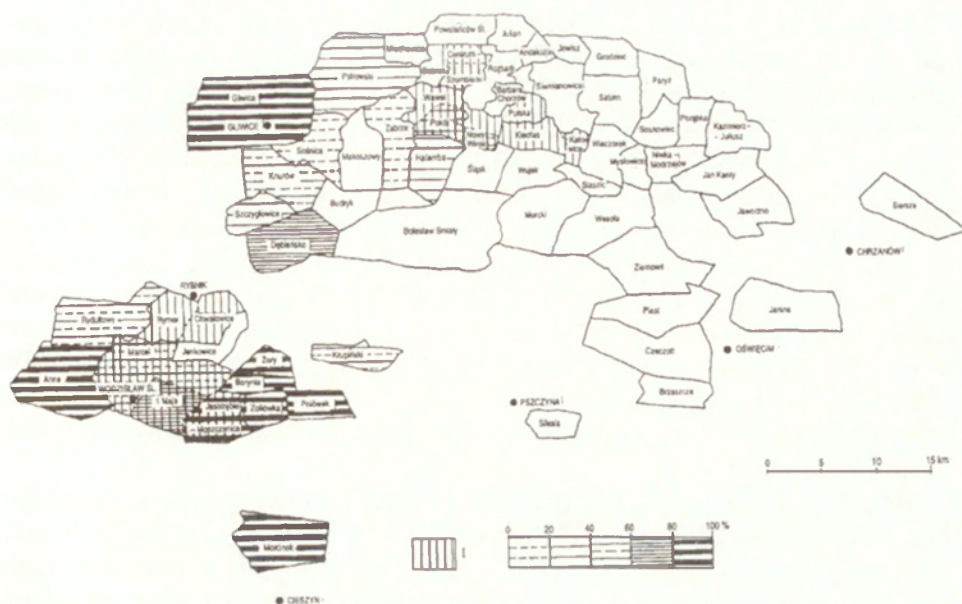 Powstańców Śl.
Julian
Miechowice
Centrum
Andaluzja
Jowisz
Grodziec
Rozbark
Pstrowski
Bobrek
Szombierki
Siemianowice
Paryż
Gliwice
GLIWICE
Wawel
Barbara
Chorzów
Saturn
Polska
Pokój
Zabrze
Nowy
Wirek
Kleofas
Kato-
wice
Wieczorek
Sosnowiec
Porąbka
Kazimierz-
Juliusz
Sośnica
Makoszowy
Halemba
Śląsk
Wujek
Mysłowice
Niwka
Modrzejów
Staszic
Jan Kanty
Knurów
Szczygłowice
Budryk
Bolesław Śmiały
Murcki
Wesoła
Jaworzno
Siersza
Dębieńsko
CHRZANÓW
Ziemowit
RYBNIK
Rydułtowy
Rymer
Chwałowice
Piast
Janina
Marcel
Jankowice
Krupiński
OŚWIĘCIM
Czeczott
Anna
Żory
Borynia
WODZISŁAW ŚL.
1 Maja
Jastrzębie
Zofiówka
Pniówek
Moszczenica
Brzeszcze
PSZCZYNA
Silesia
0 5 10 15 km
0 20 40 60 80 100 %
Morcinek
1
CIESZYN